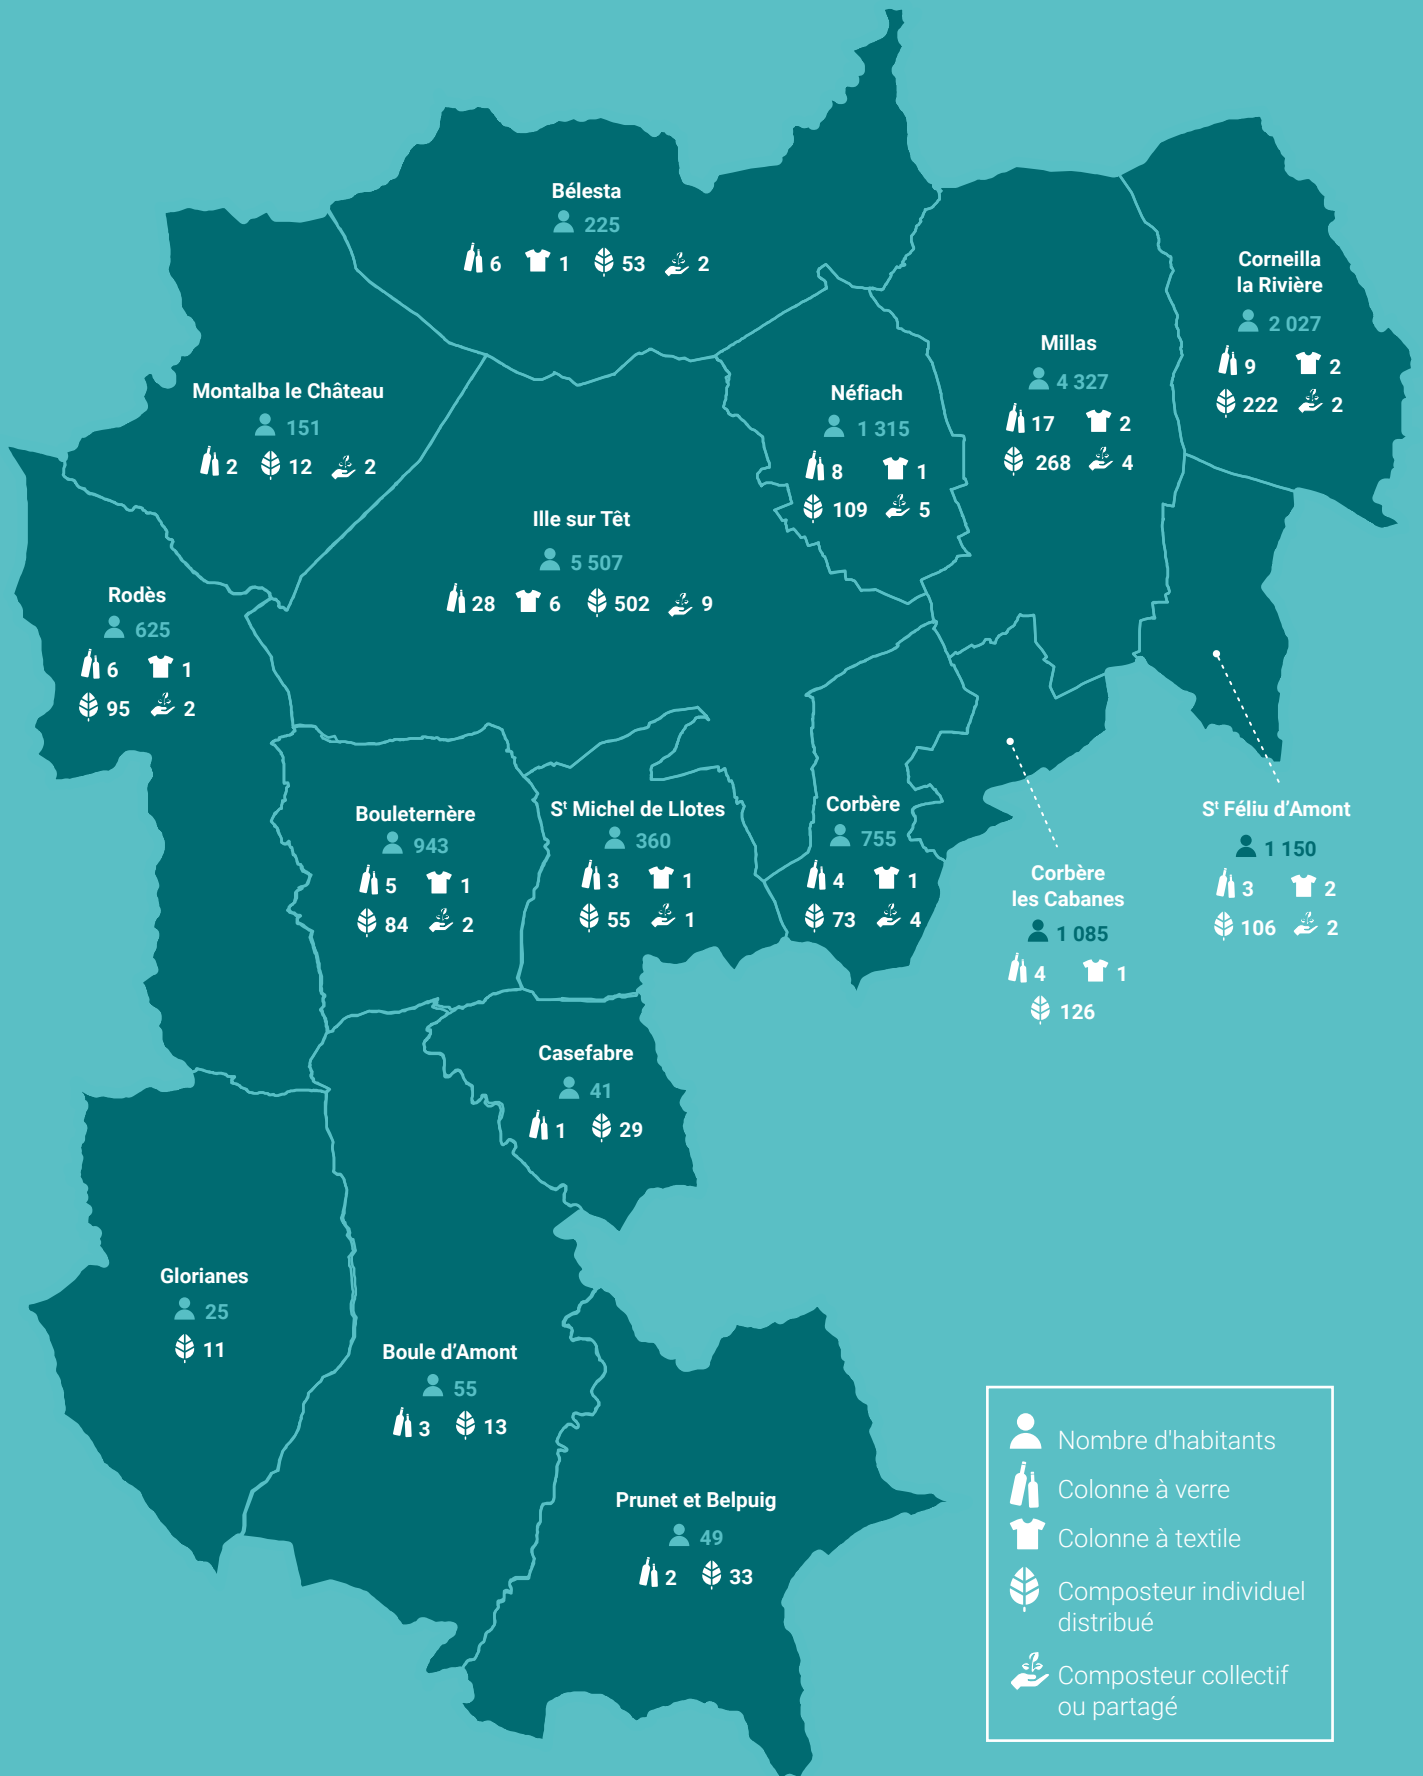 Bélesta
225
6 1 53 2
Corneilla
la Rivière
2 027
9 2
222 2
Millas
4 327
17 2
268 4
Montalba le Château
151
2 12 2
Néfiach
1 315
8 1
109 5
Ille sur Têt
5 507
28 6 502 9
Rodès
625
6 1
95 2
Bouleternère
943
5 1
84 2
Sᵗ Michel de Llotes
360
3 1
55 1
Corbère
755
4 1
73 4
Sᵗ Féliu d’Amont
1 150
3 2
106 2
Corbère
les Cabanes
1 085
4 1
126
Casefabre
41
1 29
Glorianes
25
11
Boule d’Amont
55
3 13
Prunet et Belpuig
49
2 33
Nombre d'habitants
Colonne à verre
Colonne à textile
Composteur individuel
distribué
Composteur collectif
ou partagé